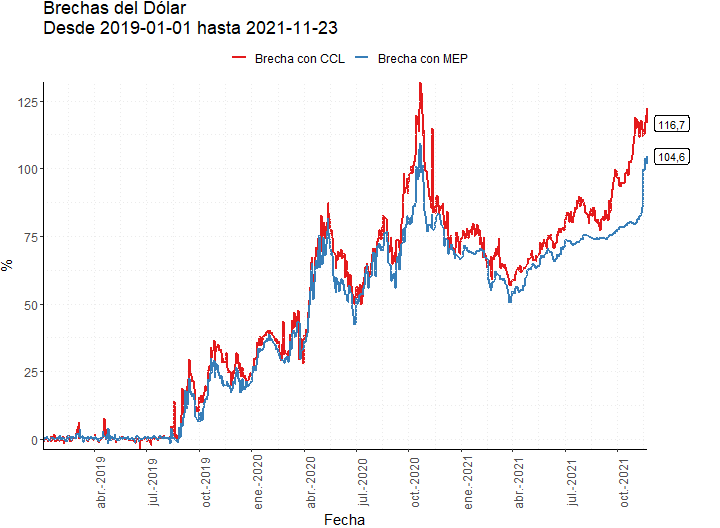 Brechas del Dólar
Desde 2019-01-01 hasta 2021-11-23
Brecha con CCL
Brecha con MEP
125
100
75
50
25
0
%
116,7
104,6
abr.-2019
jul.-2019
oct.-2019
ene.-2020
abr.-2020
jul.-2020
oct.-2020
ene.-2021
abr.-2021
jul.-2021
oct.-2021
Fecha